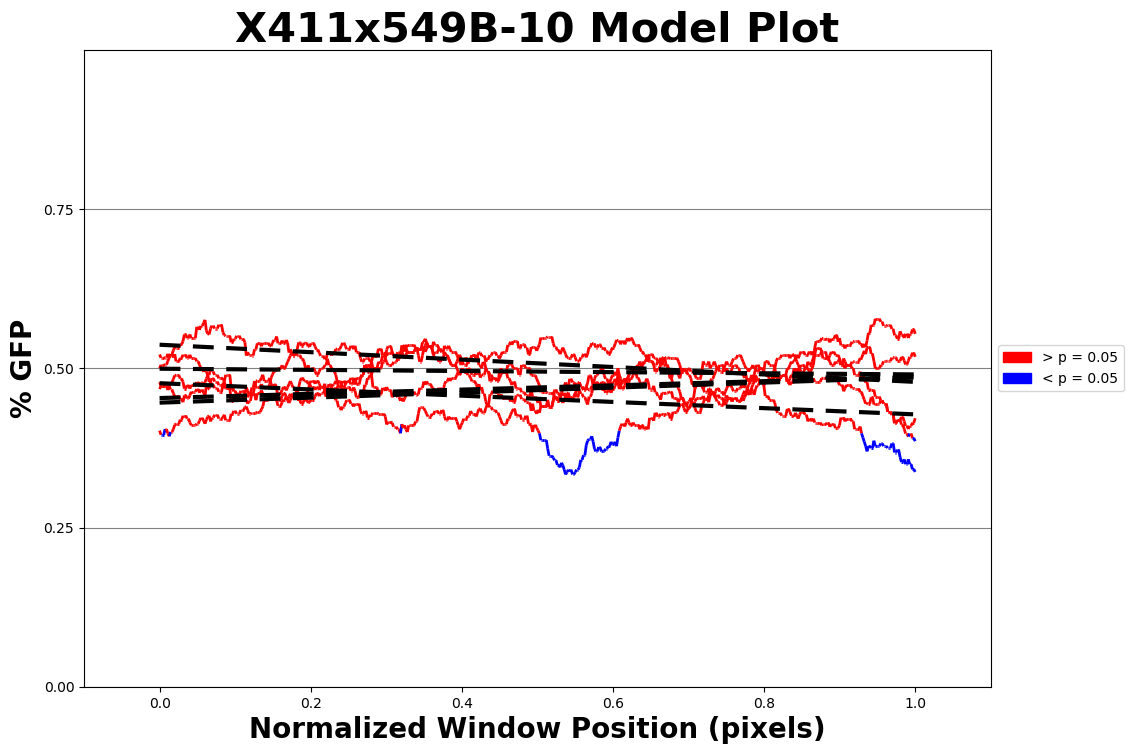 X411x549B-10 Model Plot
% GFP
0.75
0.50
0.25
0.00
0.0 0.2 0.4 0.6 0.8 1.0
Normalized Window Position (pixels)
> p = 0.05
< p = 0.05